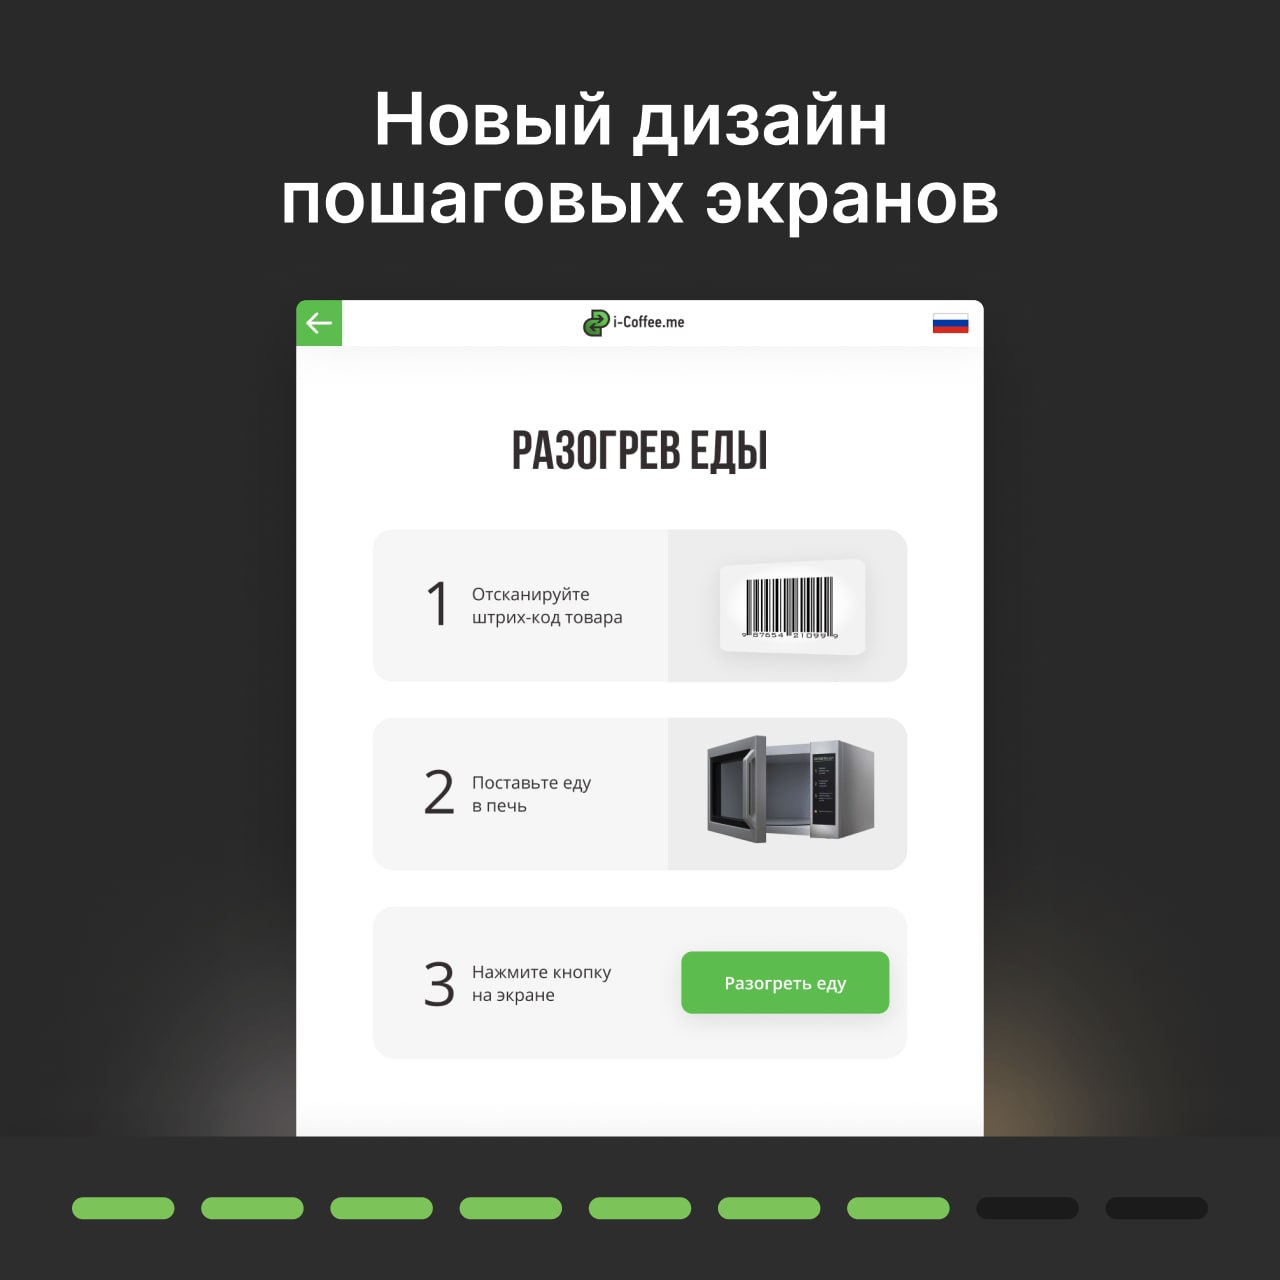 Новый дизайн
пошаговых экранов
i-Coffee.me
РАЗОГРЕВ ЕДЫ
1
Отсканируйте
штрих-код товара
9 87654 21099 9
2
Поставьте еду
в печь
3
Нажмите кнопку
на экране
Разогреть еду